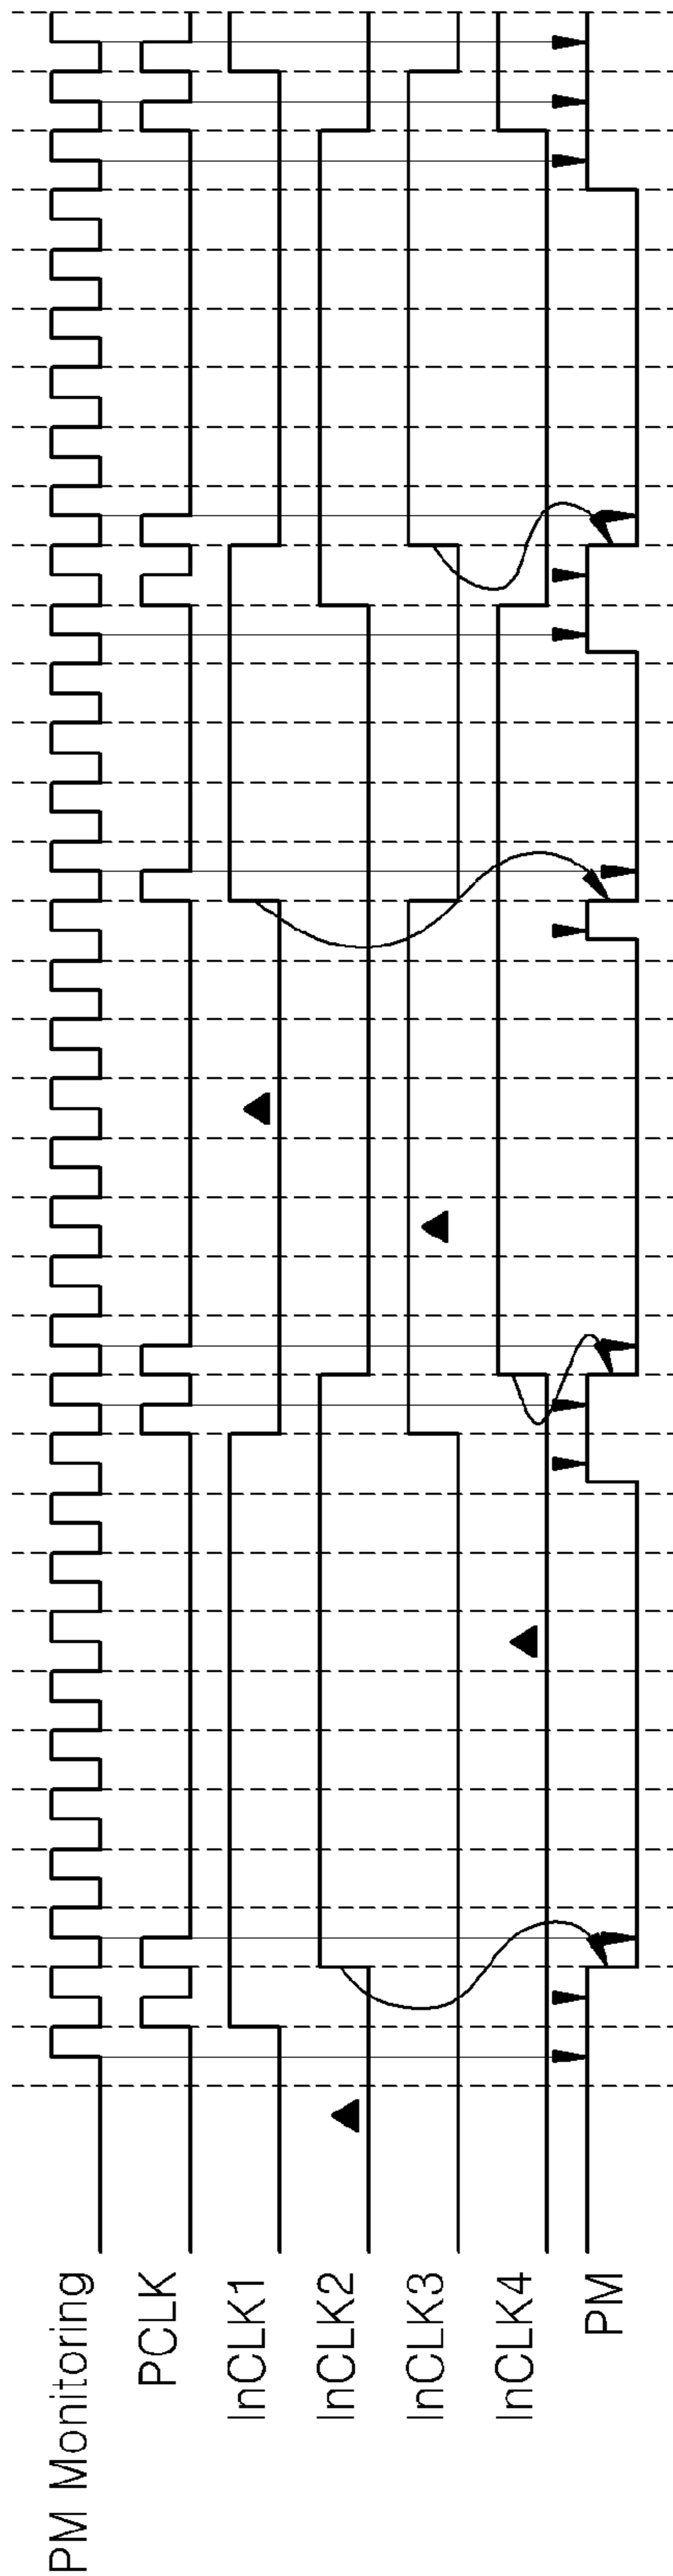 PM Monitoring
PCLK
InCLK1
InCLK2
InCLK3
InCLK4
PM